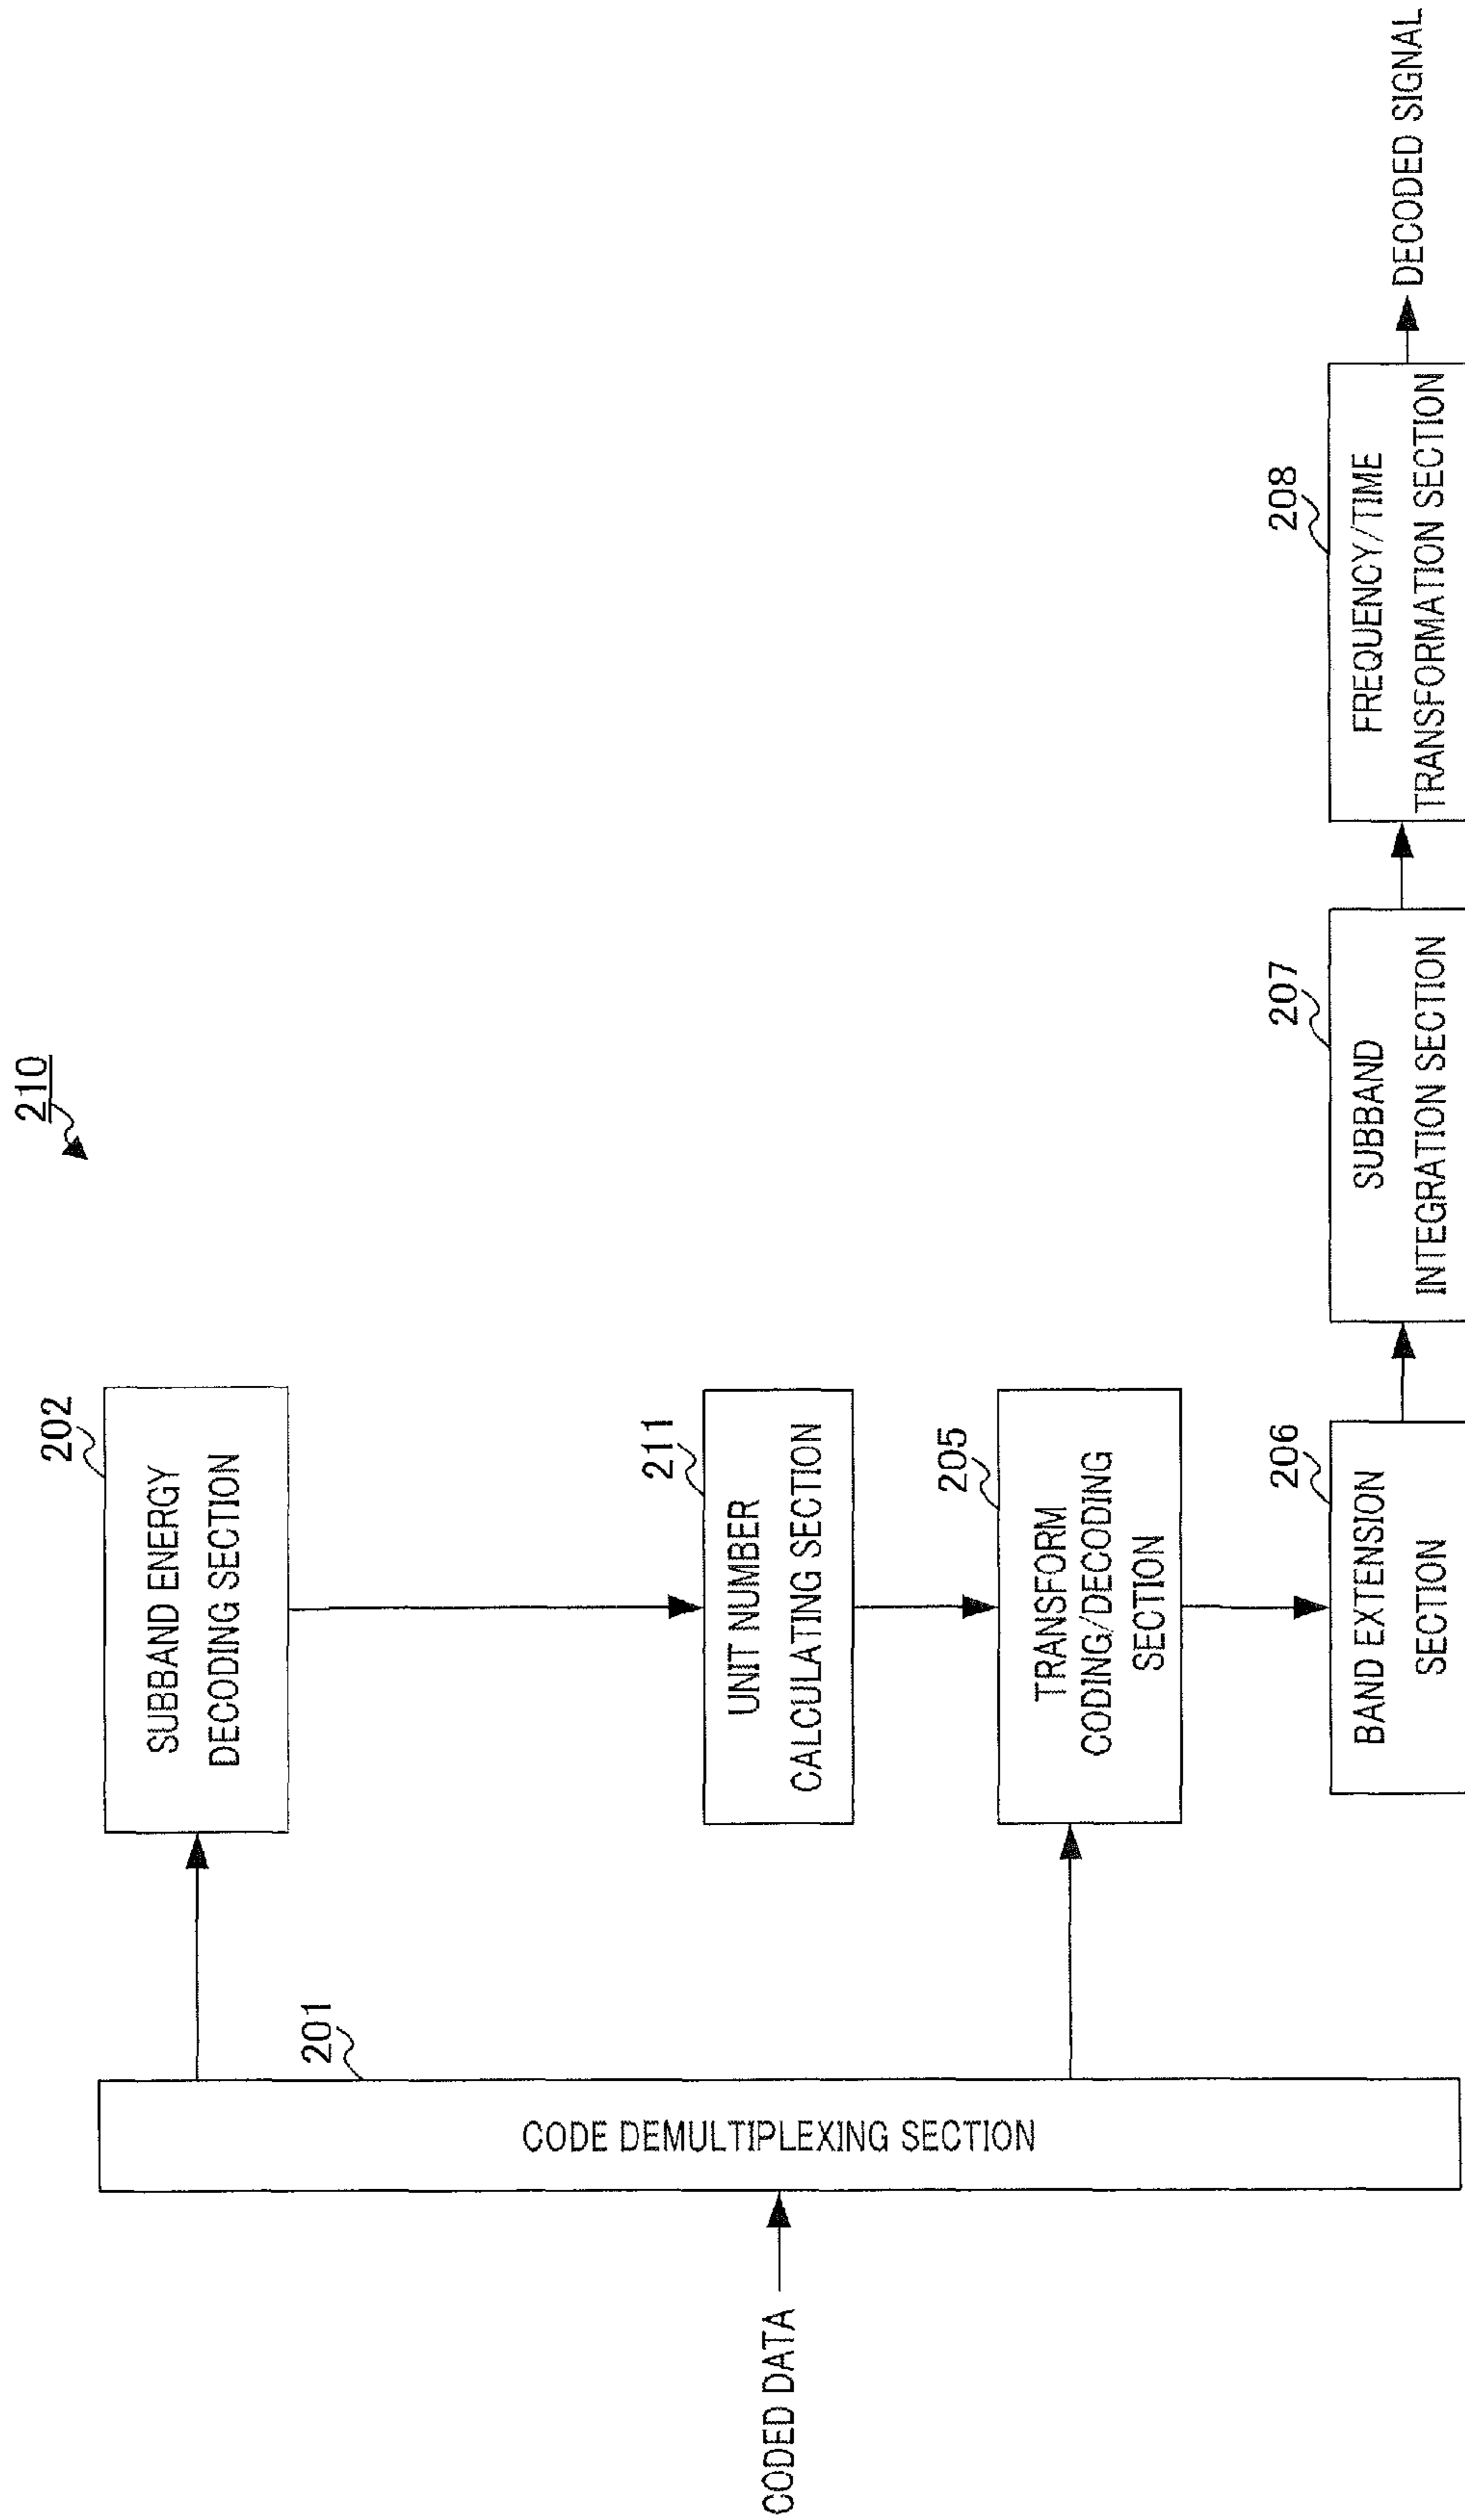 210
CODED DATA
201
CODE DEMULTIPLEXING SECTION
202
SUBBAND ENERGY
DECODING SECTION
211
UNIT NUMBER
CALCULATING SECTION
205
TRANSFORM
CODING/DECODING
SECTION
206
BAND EXTENSION
SECTION
207
SUBBAND
INTEGRATION SECTION
208
FREQUENCY/TIME
TRANSFORMATION SECTION
DECODED SIGNAL